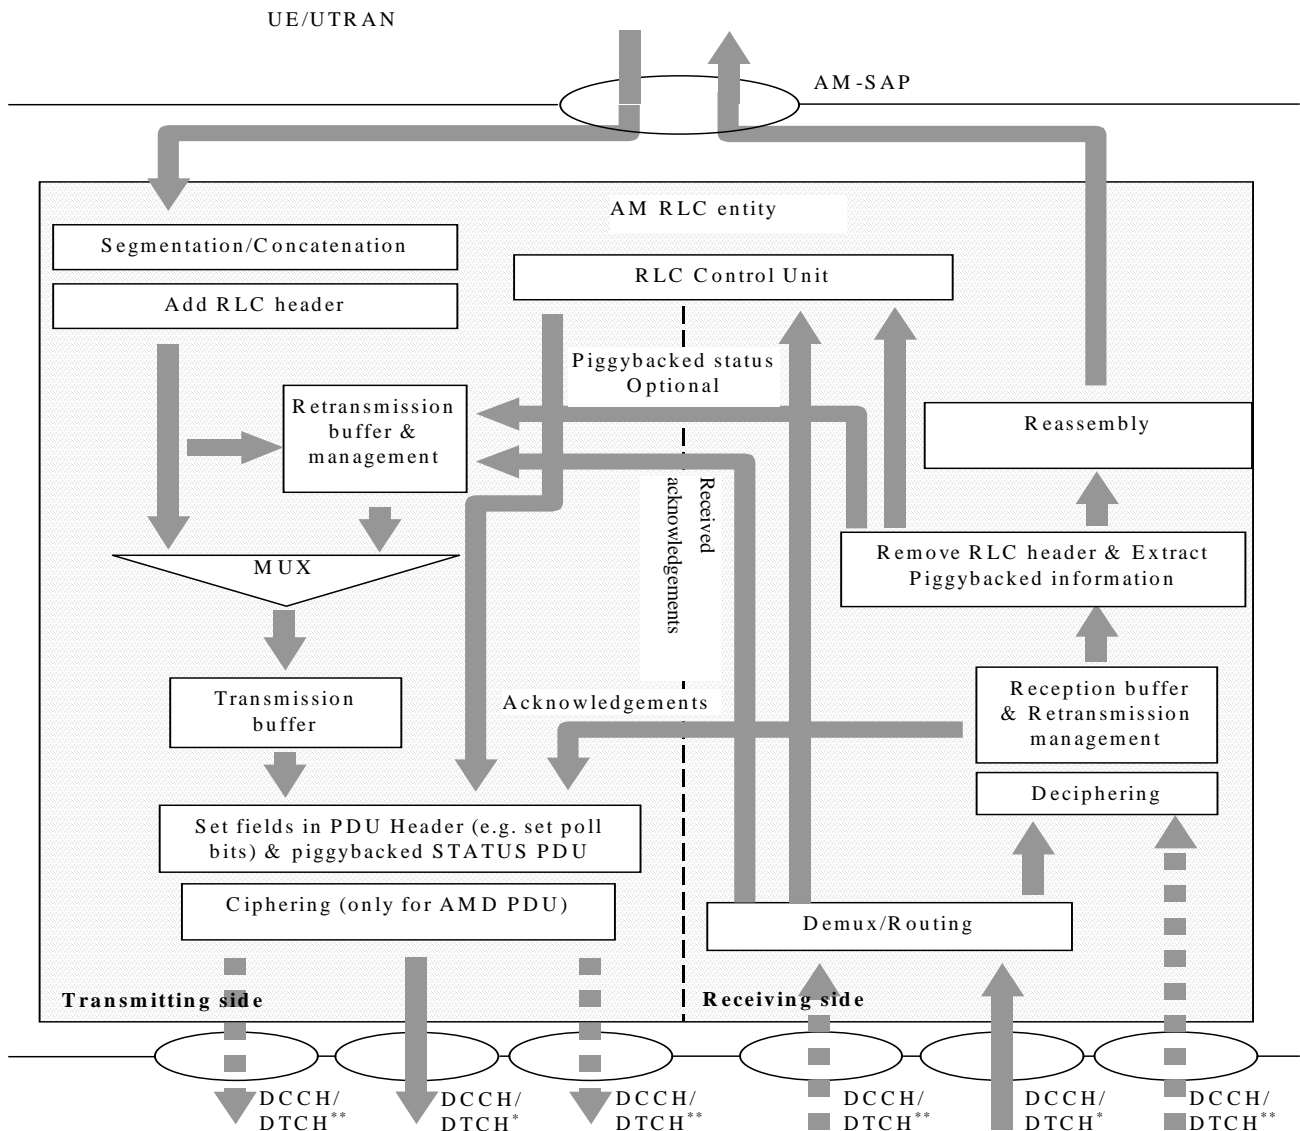 UE/UTRAN
AM-SAP
AM RLC entity
Segmentation/Concatenation
RLC Control Unit
Add RLC header
Piggybacked status
Optional
Retransmission
buffer &
management
Reassembly
Received
acknowledgements
MUX
Remove RLC header & Extract
Piggybacked information
Transmission
buffer
Acknowledgements
Reception buffer
& Retransmission
management
Deciphering
Set fields in PDU Header (e.g. set poll
bits) & piggybacked STATUS PDU
Ciphering (only for AMD PDU)
Demux/Routing
Transmitting side
Receiving side
DCCH/
DTCH**
DCCH/
DTCH*
DCCH/
DTCH**
DCCH/
DTCH**
DCCH/
DTCH*
DCCH/
DTCH**